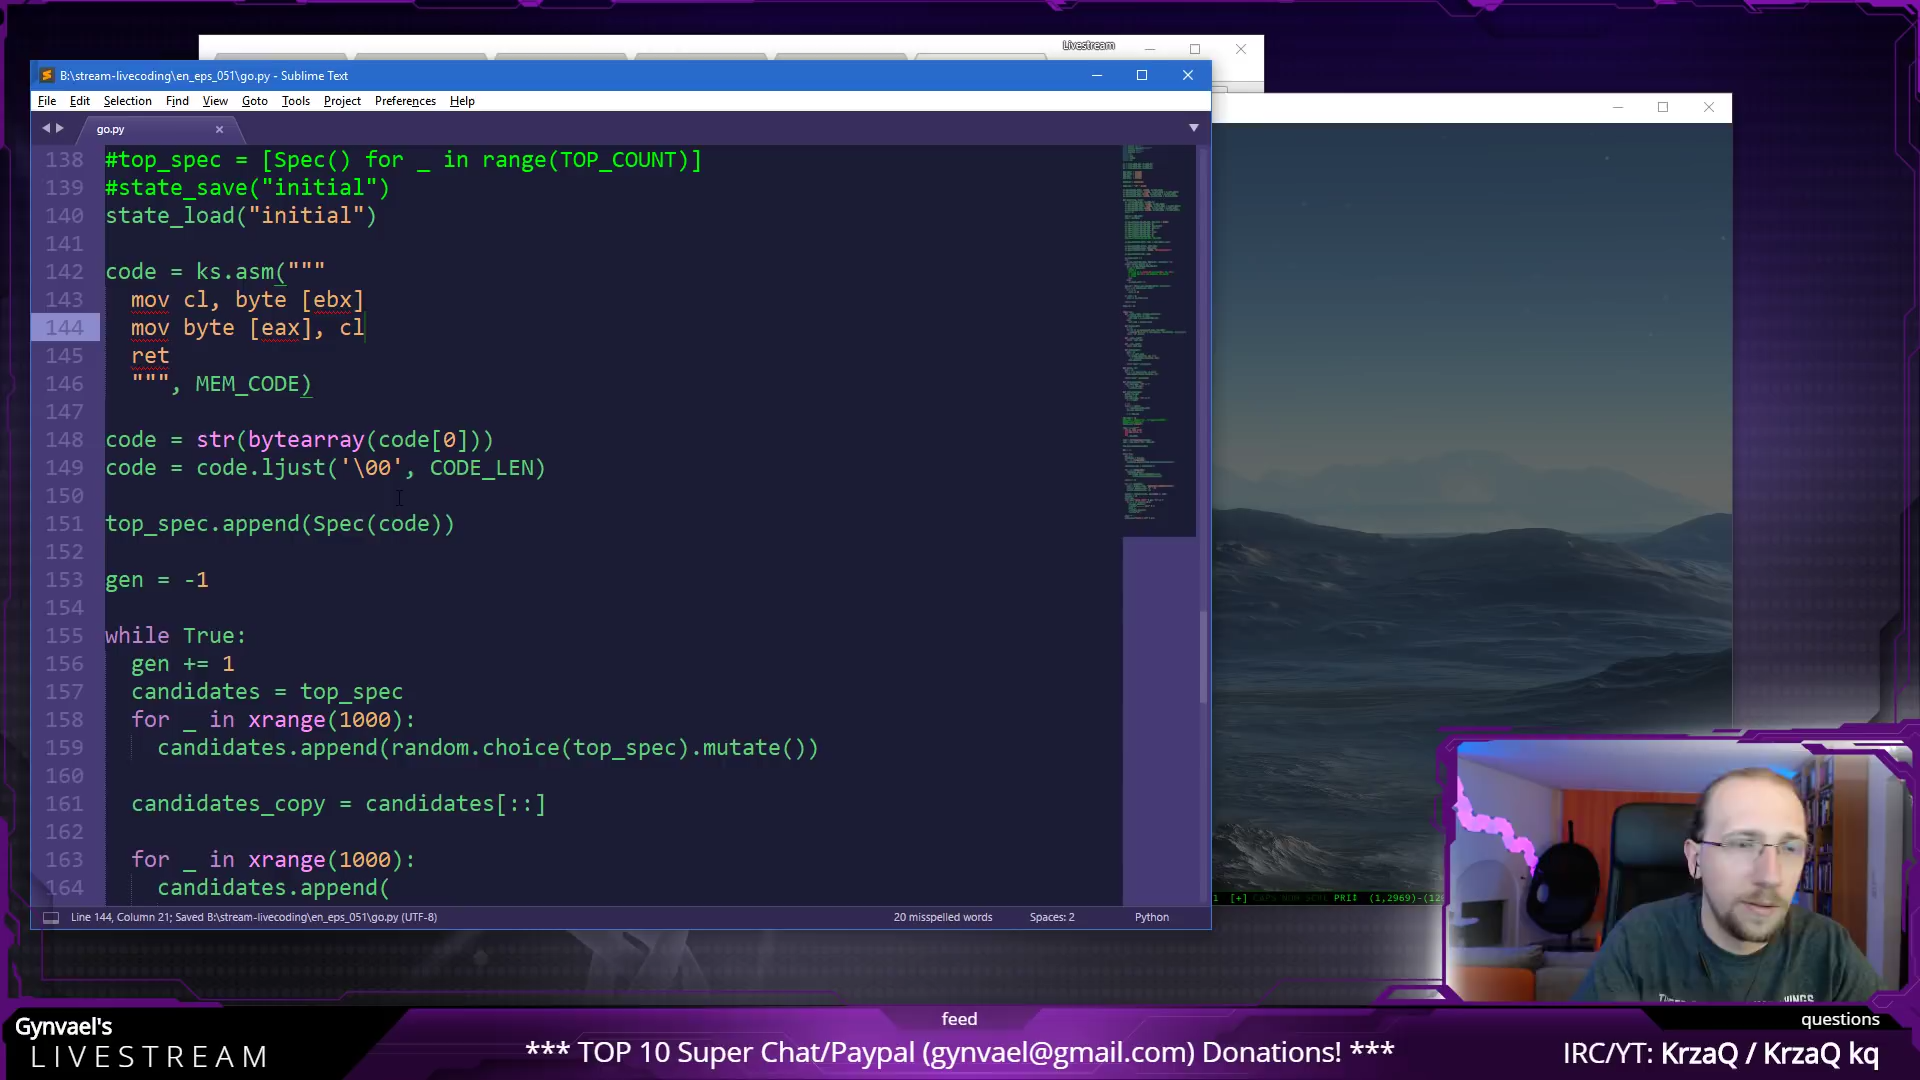 Livestream
B:\stream-livecoding\en_eps_051\go.py - Sublime Text
File Edit Selection Find View Goto Tools Project Preferences Help
go.py
138 #top_spec = [Spec() for _ in range(TOP_COUNT)]
139 #state_save("initial")
140 state_load("initial")
141
142 code = ks.asm("""
143 mov cl, byte [ebx]
144 mov byte [eax], cl
145 ret
146 """, MEM_CODE)
147
148 code = str(bytearray(code[0]))
149 code = code.ljust('\00', CODE_LEN)
150
151 top_spec.append(Spec(code))
152
153 gen = -1
154
155 while True:
156 gen += 1
157 candidates = top_spec
158 for _ in xrange(1000):
159 candidates.append(random.choice(top_spec).mutate())
160
161 candidates_copy = candidates[::]
162
163 for _ in xrange(1000):
164 candidates.append(
Line 144, Column 21; Saved B:\stream-livecoding\en_eps_051\go.py (UTF-8) 20 misspelled words Spaces: 2 Python
Gynvael's
LIVESTREAM
feed
*** TOP 10 Super Chat/Paypal (gynvael@gmail.com) Donations! ***
questions
IRC/YT: KrzaQ / KrzaQ kq